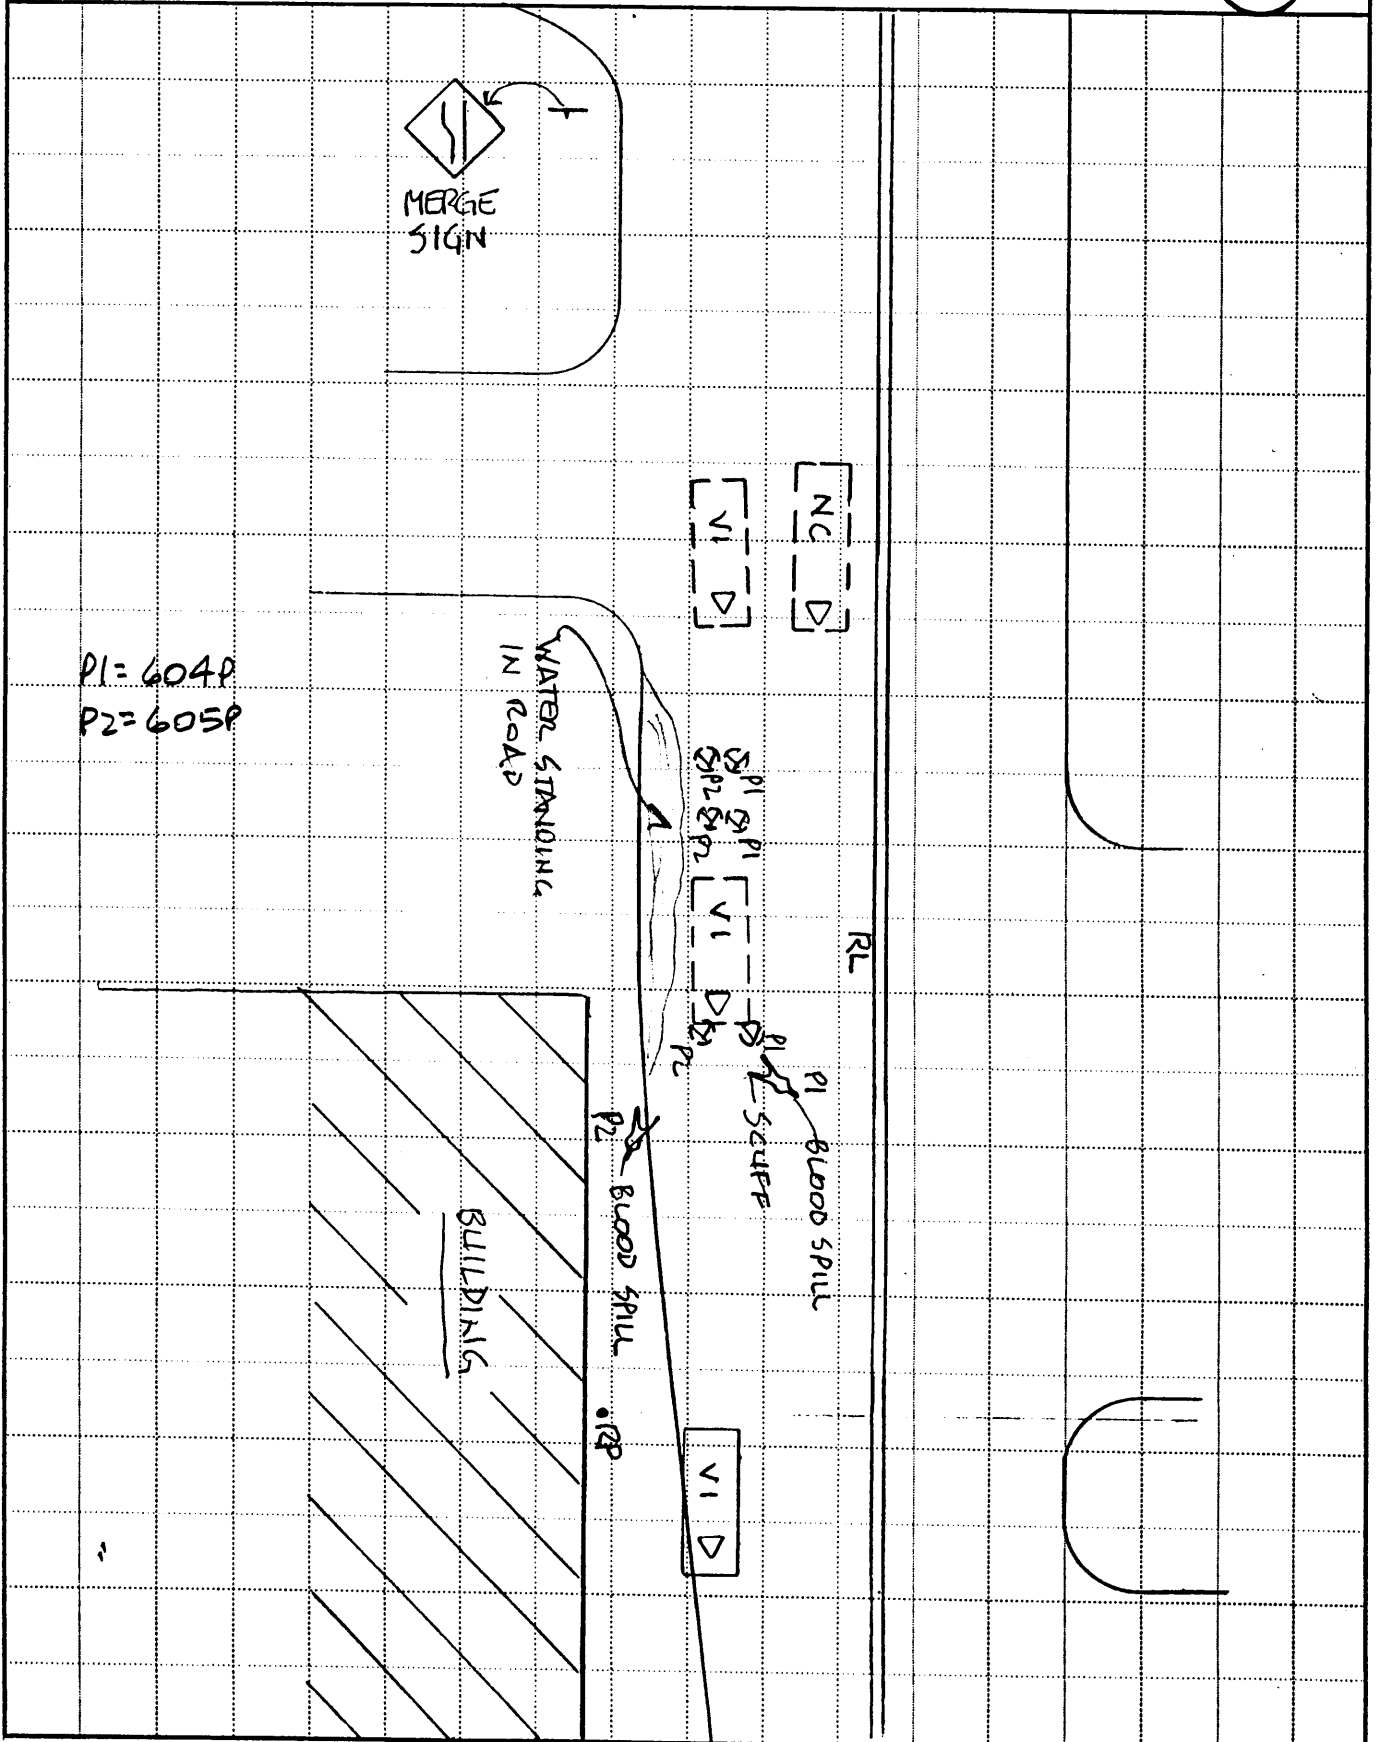 MERGE
SIGN
NC
V1
P1= 604P
P2= 605P
WATER STANDING
IN ROAD
P1
P1
P2
P2
V1
RL
P1
P2
P1
BLOOD SPILL
SCUFF
P2
BLOOD SPILL
BUILDING
RP
V1